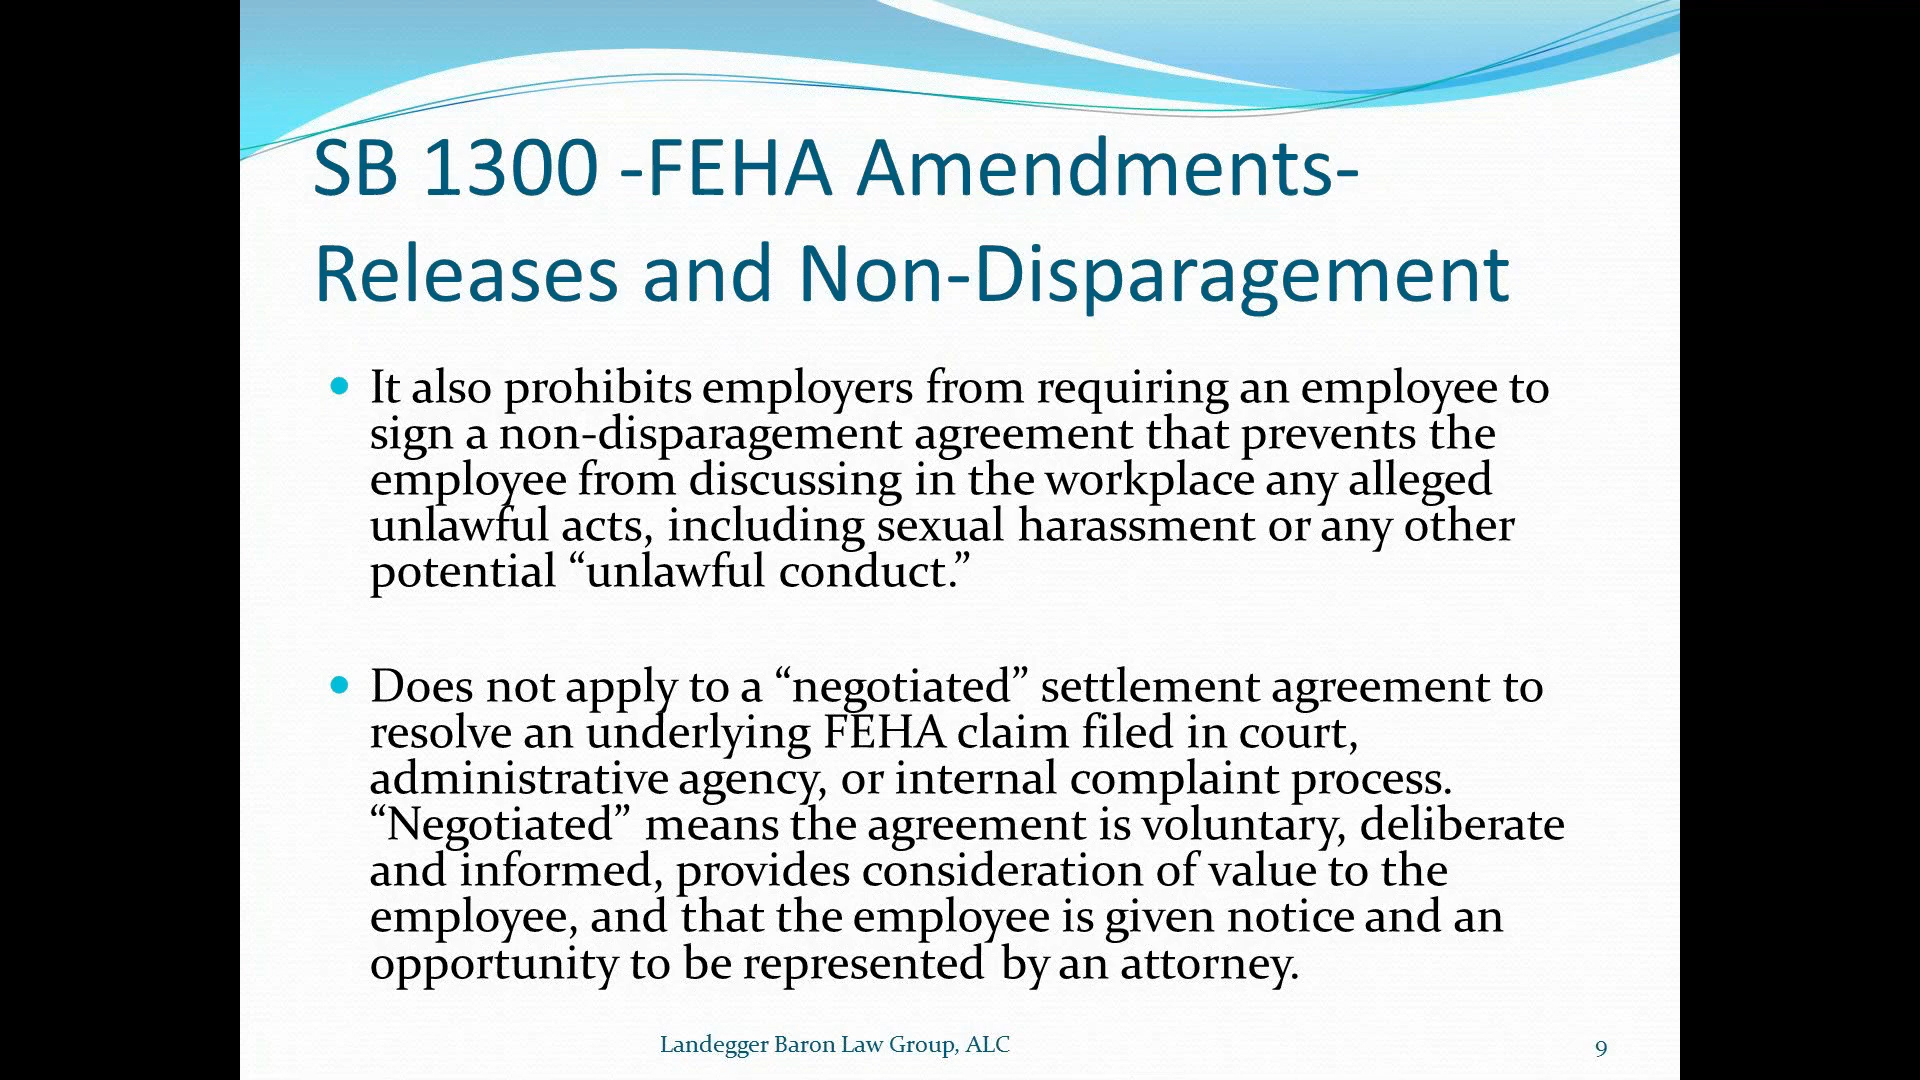 SB 1300 -FEHA Amendments-
Releases and Non-Disparagement
• It also prohibits employers from requiring an employee to
sign a non-disparagement agreement that prevents the
employee from discussing in the workplace any alleged
unlawful acts, including sexual harassment or any other
potential “unlawful conduct.”
• Does not apply to a “negotiated” settlement agreement to
resolve an underlying FEHA claim filed in court,
administrative agency, or internal complaint process.
“Negotiated” means the agreement is voluntary, deliberate
and informed, provides consideration of value to the
employee, and that the employee is given notice and an
opportunity to be represented by an attorney.
Landegger Baron Law Group, ALC
9